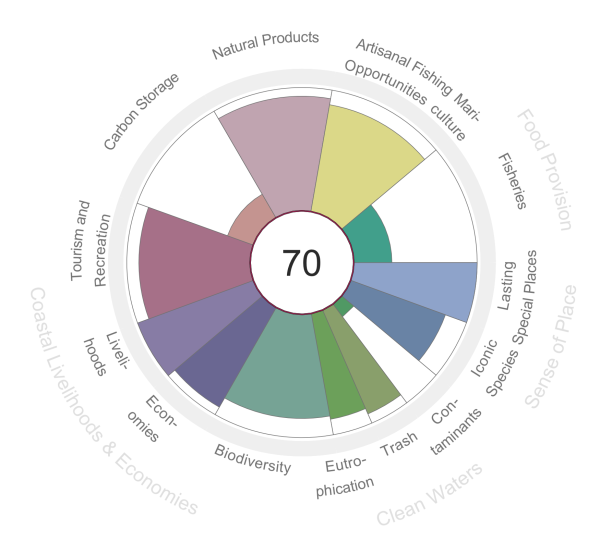 Natural Products
Artisanal Fishing
Opportunities
Mari-
culture
Carbon Storage
Food Provision
Fisheries
Tourism and
Recreation
70
Lasting
Special Places
Iconic
Species
Sense of Place
Liveli-
hoods
Coastal Livelihoods & Economies
Econ-
omies
Biodiversity
Eutro-
phication
Trash
Con-
taminants
Clean Waters